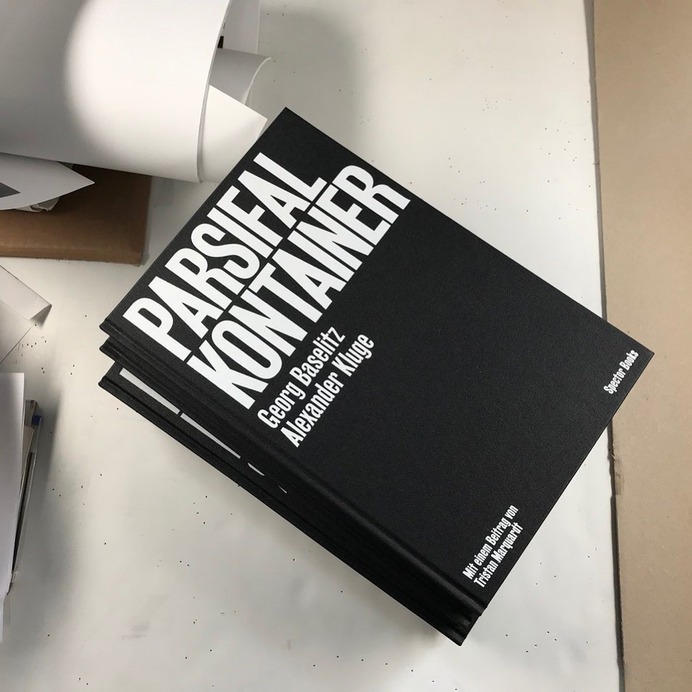 PARSIFAL
KONTAINER
Georg Baselitz
Alexander Kluge
Spector Books
Mit einem Beitrag von
Tristan Marquardt